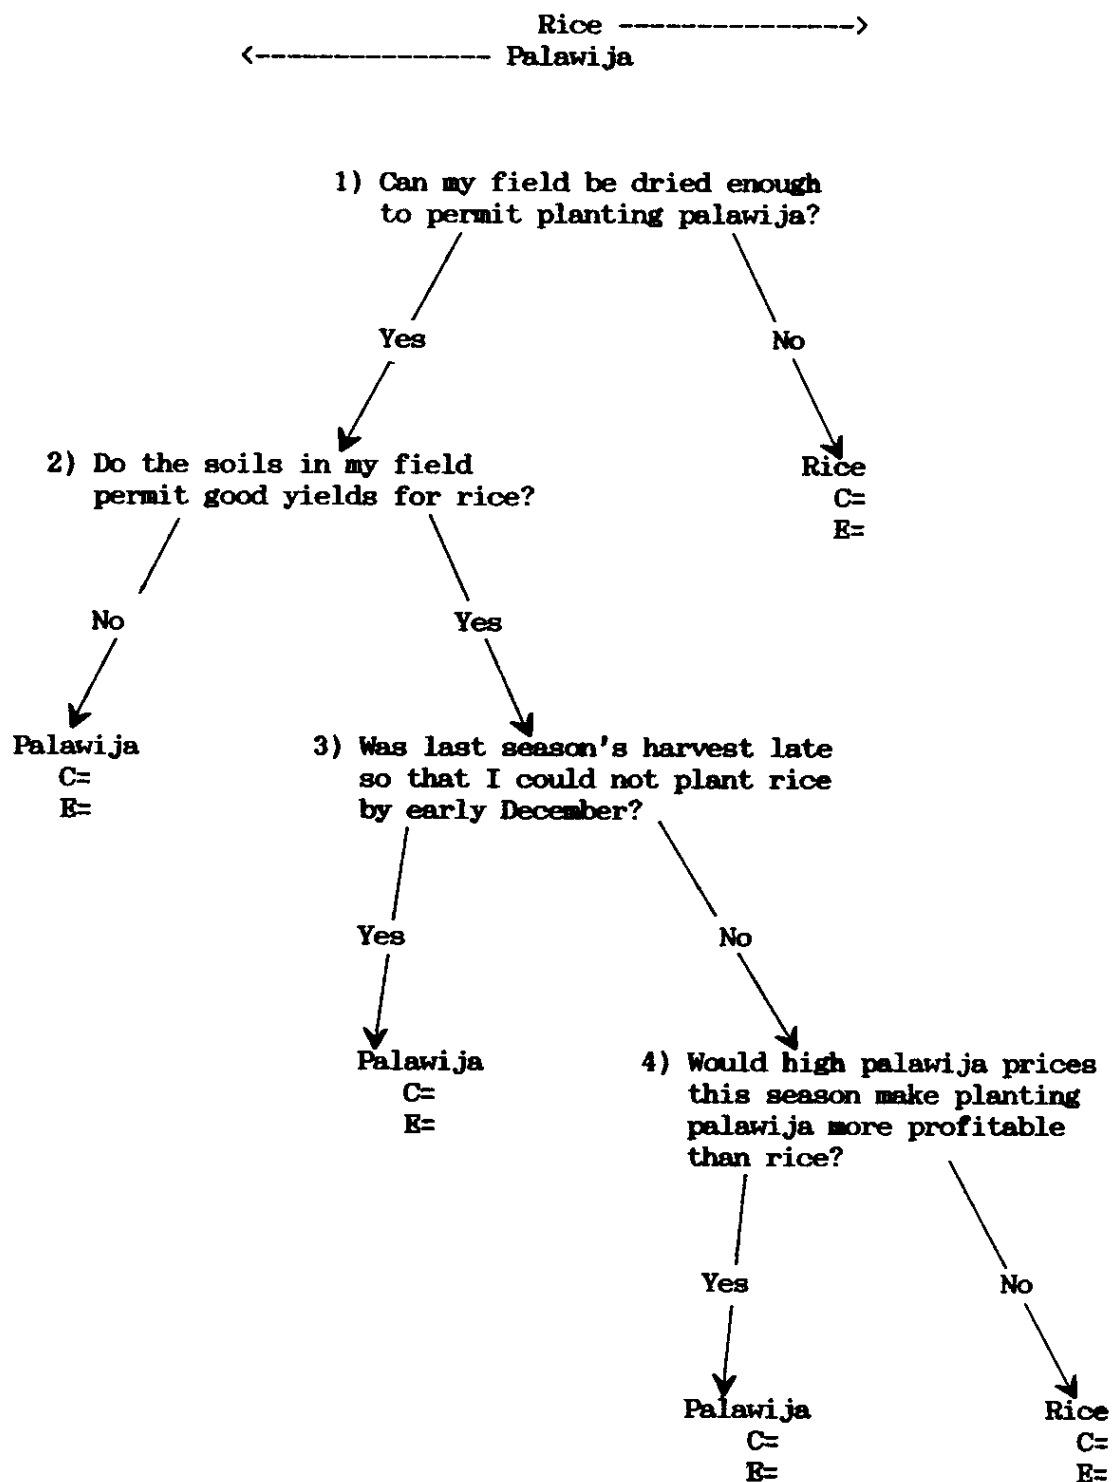 Rice --------------->
<--------------- Palawija
1) Can my field be dried enough
to permit planting palawija?
Yes
No
2) Do the soils in my field
permit good yields for rice?
Rice
C=
E=
No
Yes
Palawija
C=
E=
3) Was last season's harvest late
so that I could not plant rice
by early December?
Yes
No
Palawija
C=
E=
4) Would high palawija prices
this season make planting
palawija more profitable
than rice?
Yes
No
Palawija
C=
E=
Rice
C=
E=